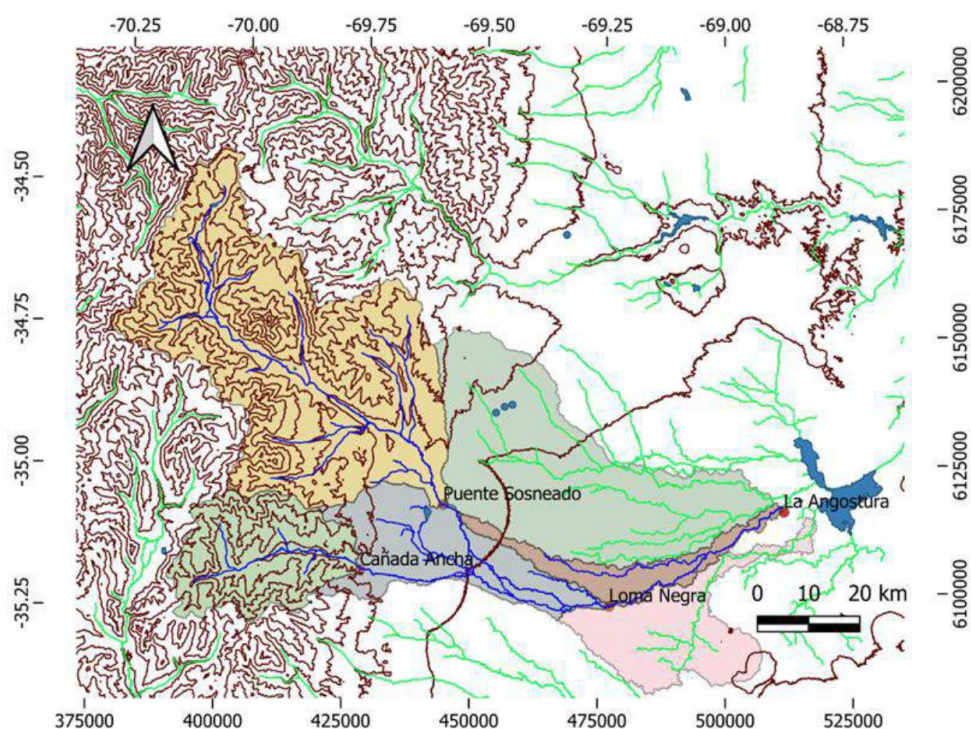 -70.25 -70.00 -69.75 -69.50 -69.25 -69.00 -68.75
-34.50
-34.75
-35.00
-35.25
6200000
6175000
6150000
6125000
6100000
Puente Sosneado
La Angostura
Cañada Ancha
Loma Negra
0 10 20 km
375000 400000 425000 450000 475000 500000 525000